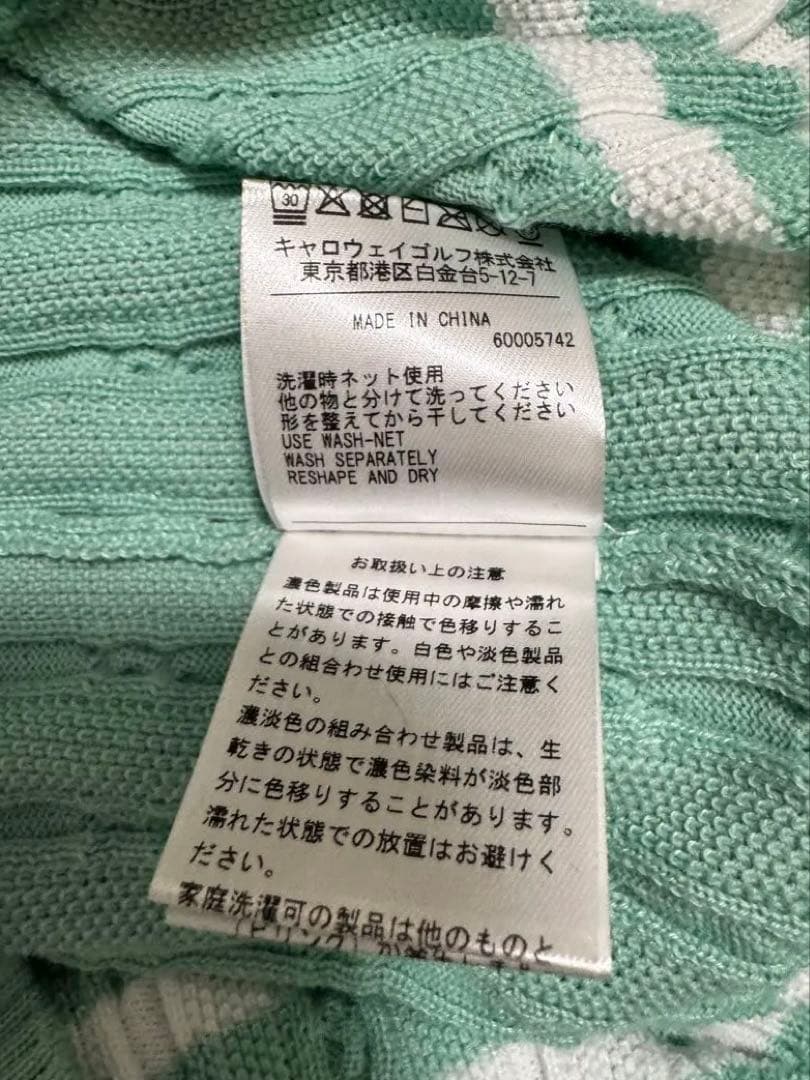 30
キャロウェイゴルフ株式会社
東京都港区白金台5-12-7
MADE IN CHINA
60005742
洗濯時ネット使用
他の物と分けて洗ってください
形を整えてから干してください
USE WASH-NET
WASH SEPARATELY
RESHAPE AND DRY
お取扱い上の注意
濃色製品は使用中の摩擦や濡れ
た状態での接触で色移りするこ
とがあります。白色や淡色製品
との組合わせ使用にはご注意く
ださい。
濃淡色の組み合わせ製品は、生
乾きの状態で濃色染料が淡色部
分に色移りすることがあります。
濡れた状態での放置はお避けく
ださい。
家庭洗濯可の製品は他のものと
(ピリング)